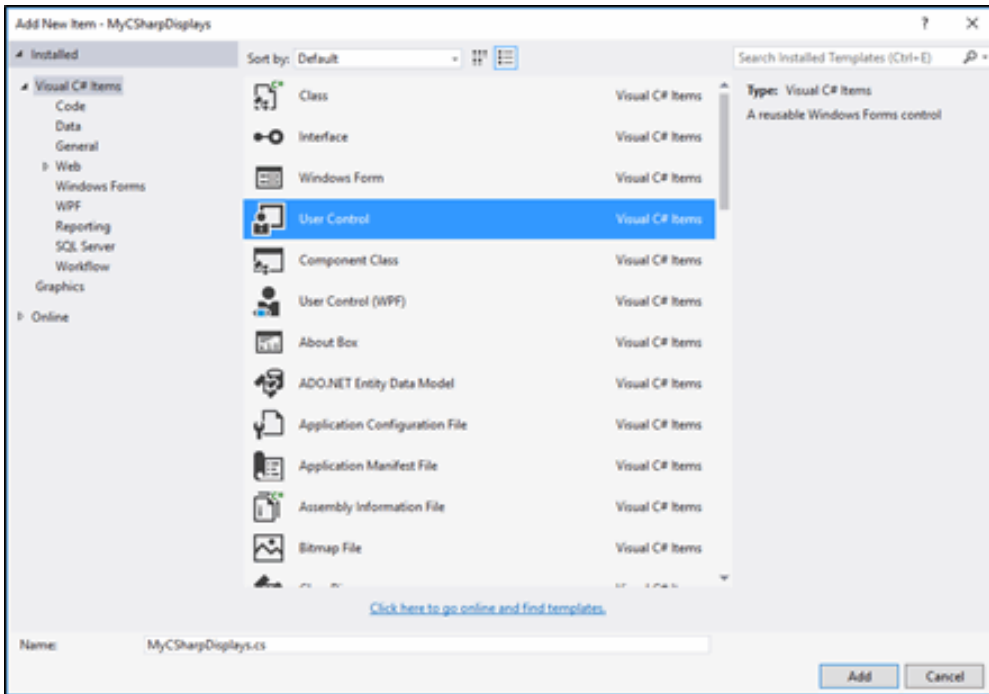 Add New Item - MyCSharpDisplays
? ×
Installed
Sort by: Default
Search Installed Templates (Ctrl+E)
Visual C# Items
Code
Data
General
Web
Windows Forms
WPF
Reporting
SQL Server
Workflow
Graphics
Online
Class Visual C# Items
Interface Visual C# Items
Windows Form Visual C# Items
User Control Visual C# Items
Component Class Visual C# Items
User Control (WPF) Visual C# Items
About Box Visual C# Items
ADO.NET Entity Data Model Visual C# Items
Application Configuration File Visual C# Items
Application Manifest File Visual C# Items
Assembly Information File Visual C# Items
Bitmap File Visual C# Items
Type: Visual C# Items
A reusable Windows Forms control
Click here to go online and find templates.
Name: MyCSharpDisplays.cs
Add Cancel